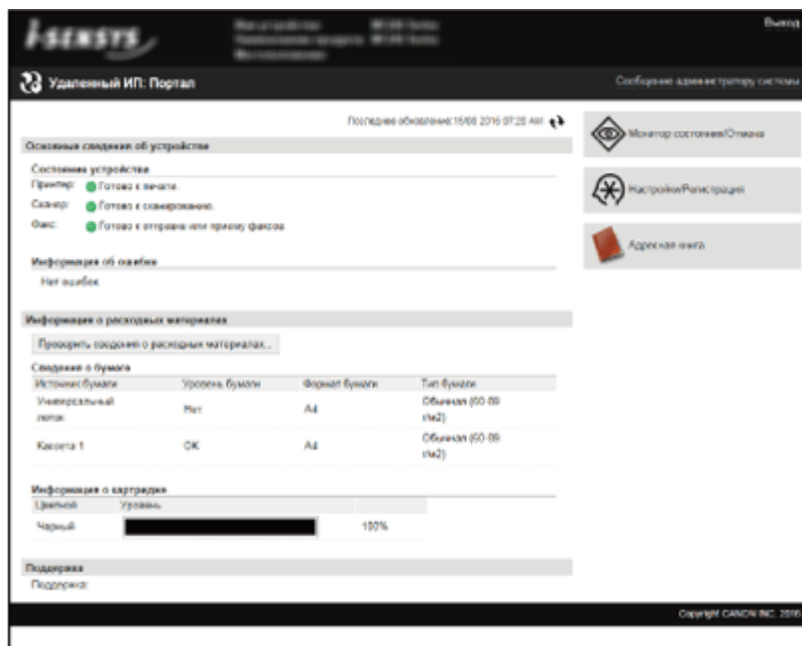 i-SENSYS
Выход
Удаленный ИП: Портал
Сообщение администратору системы
Последнее обновление:15/08 2016 07:20 AM
Основные сведения об устройстве
Состояние устройства
Принтер: Готово к печати.
Сканер: Готово к сканированию.
Факс: Готово к отправке или приему факсов
Информация об ошибке
Нет ошибок
Монитор состояния/Отмена
Настройки/Регистрация
Адресная книга
Информация о расходных материалах
Проверить сведения о расходных материалах...
Сведения о бумаге
Источник бумаги Уровень бумаги Формат бумаги Тип бумаги
Универсальный лоток Нет A4 Обычная (60-89 г/м2)
Кассета 1 OK A4 Обычная (60-89 г/м2)
Информация о картридже
Цветной Уровень
Черный 100%
Поддержка
Поддержка:
Copyright CANON INC. 2016